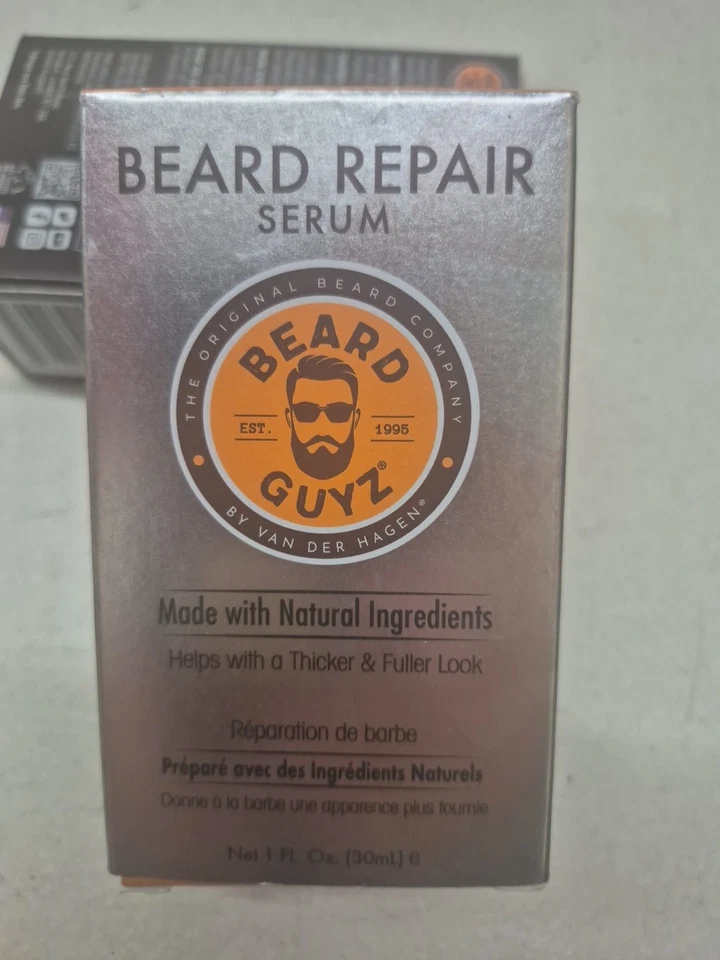 BEARD REPAIR
SERUM
THE ORIGINAL BEARD COMPANY
BEARD
EST. 1995
GUYZ®
BY VAN DER HAGEN®
Made with Natural Ingredients
Helps with a Thicker & Fuller Look
Réparation de barbe
Préparé avec des Ingrédients Naturels
Donne à la barbe une apparence plus fournie
Net 1 Fl. Oz. (30mL) e